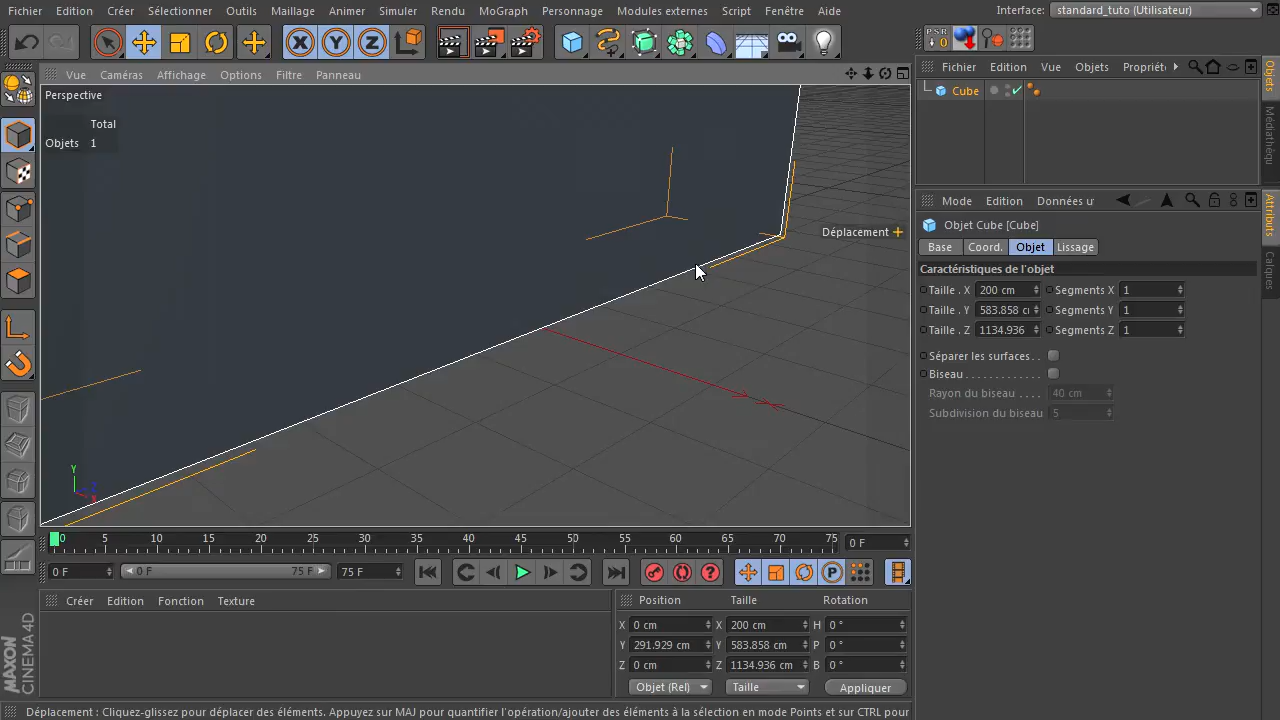 Fichier Edition Créer Sélectionner Outils Maillage Animer Simuler Rendu MoGraph Personnage Modules externes Script Fenêtre Aide Interface: standard_tuto (Utilisateur)
PSR
X Y Z
Vue Caméras Affichage Options Filtre Panneau
Fichier Edition Vue Objets Propriét
Perspective
Cube
Total
Objets 1
Objets
Médiathèqu
Mode Edition Données u
Objet Cube [Cube]
Déplacement
Base Coord. Objet Lissage
Attributs
Calques
Caractéristiques de l'objet
Taille . X 200 cm Segments X 1
Taille . Y 583.858 Segments Y 1
Taille . Z 1134.936 Segments Z 1
Séparer les surfaces . .
Biseau . . . . . . . . . . . .
Rayon du biseau . . . . 40 cm
Subdivision du biseau 5
Y
Z
X
0 5 10 15 20 25 30 35 40 45 50 55 60 65 70 75 0 F
0 F 0 F 75 F 75 F P
Créer Edition Fonction Texture
Position Taille Rotation
X 0 cm X 200 cm H 0 °
Y 291.929 cm Y 583.858 cm P 0 °
Z 0 cm Z 1134.936 cm B 0 °
Objet (Rel) Taille Appliquer
MAXON
CINEMA 4D
Déplacement : Cliquez-glissez pour déplacer des éléments. Appuyez sur MAJ pour quantifier l'opération/ajouter des éléments à la sélection en mode Points et sur CTRL pour